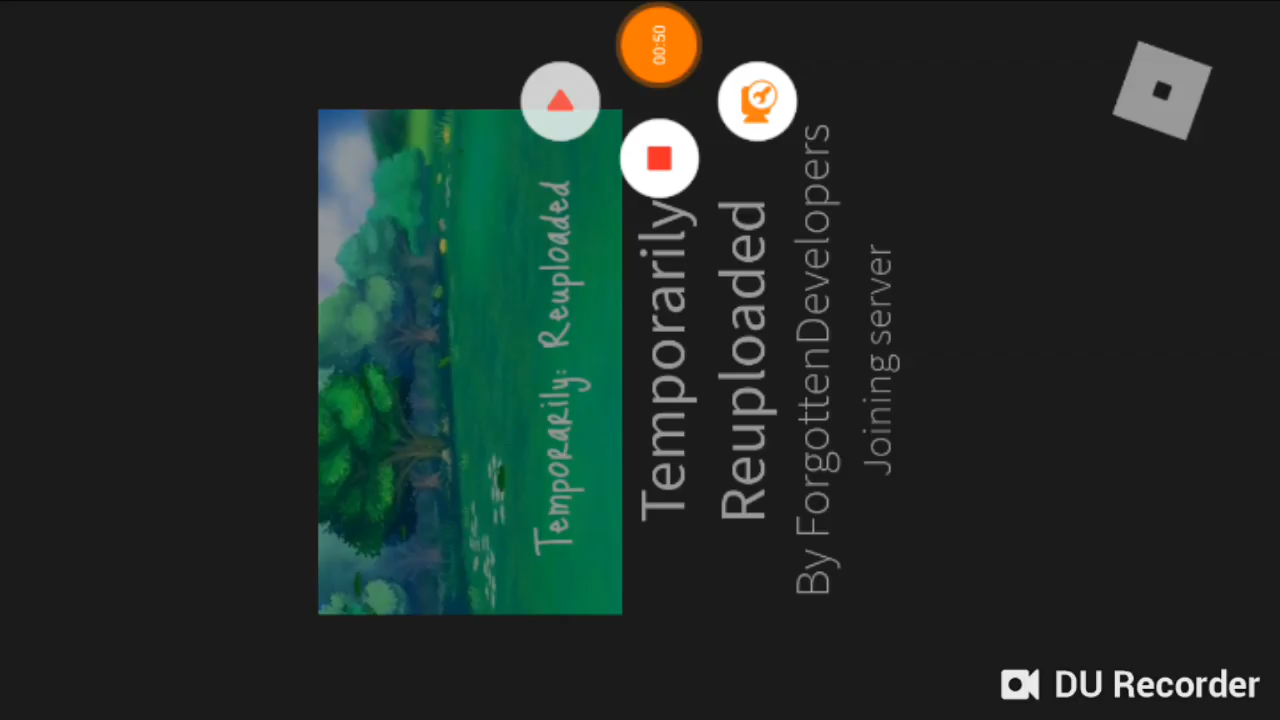 00:50
Temporarily: Reuploaded
Temporarily
Reuploaded
By ForgottenDevelopers
Joining server
DU Recorder